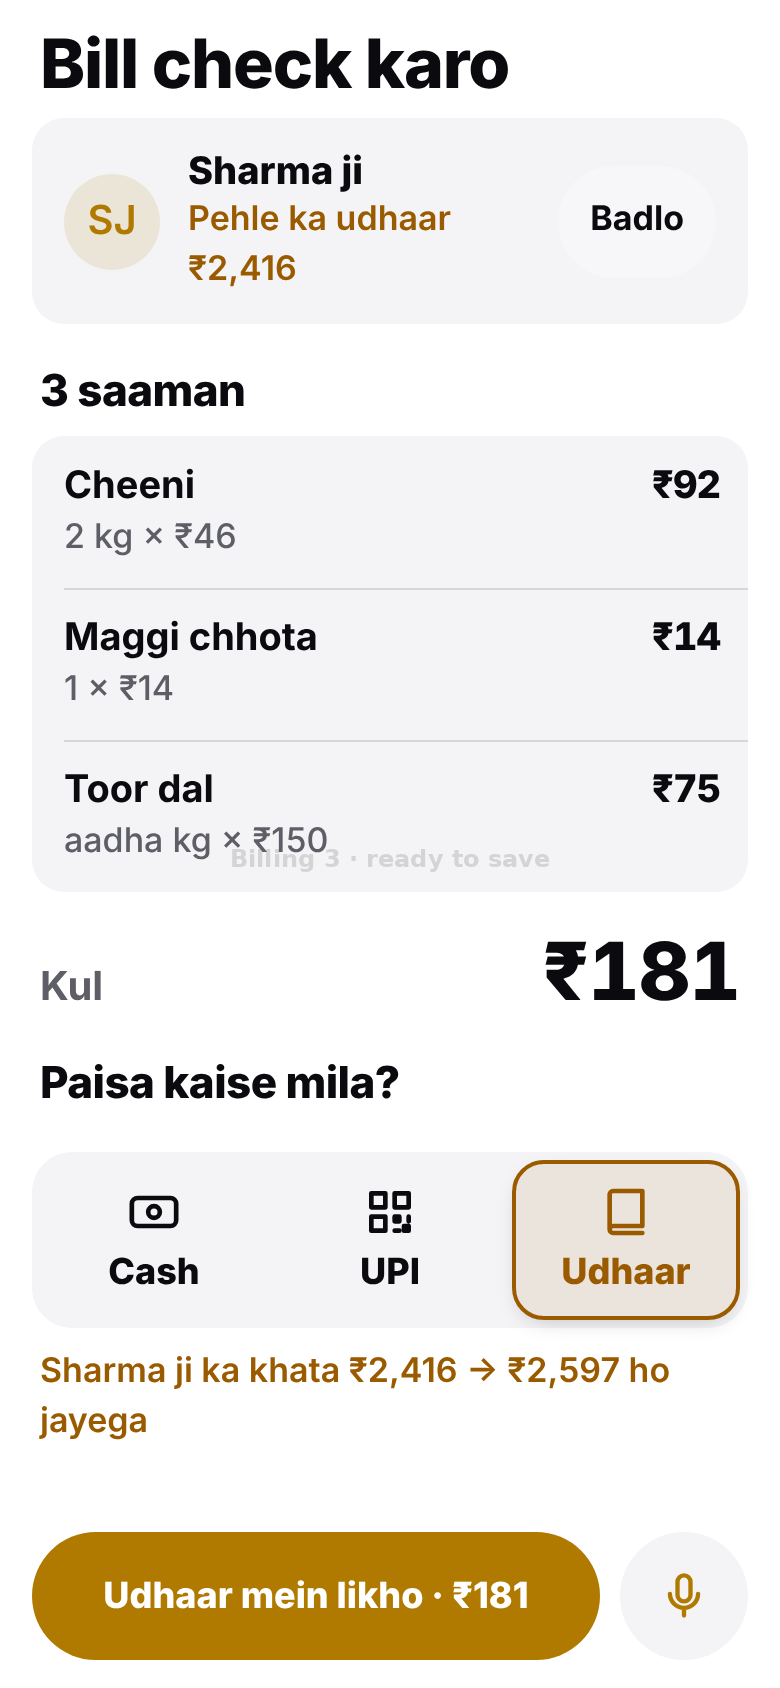 Bill check karo
SJ
Sharma ji
Pehle ka udhaar
₹2,416
Badlo
3 saaman
Cheeni ₹92
2 kg × ₹46
Maggi chhota ₹14
1 × ₹14
Toor dal ₹75
aadha kg × ₹150
Billing 3 · ready to save
Kul ₹181
Paisa kaise mila?
Cash UPI Udhaar
Sharma ji ka khata ₹2,416 → ₹2,597 ho
jayega
Udhaar mein likho · ₹181